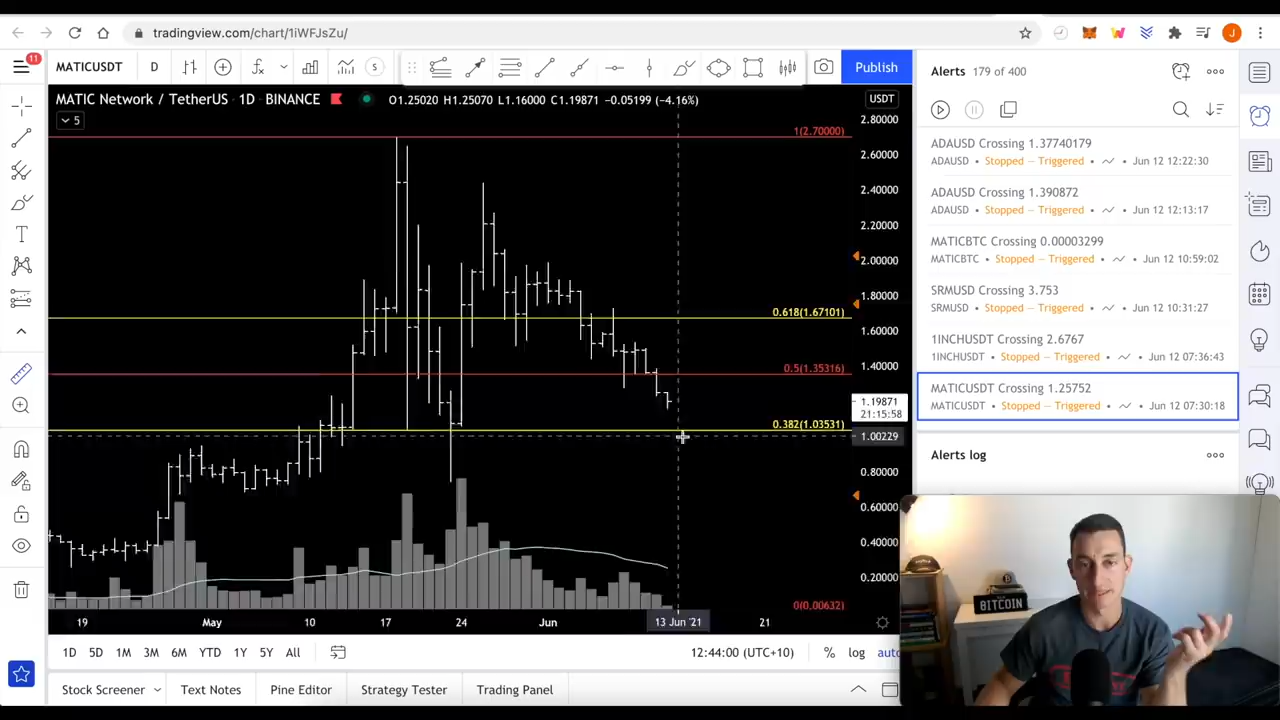 tradingview.com/chart/1iWFJsZu/
J
11
MATICUSDT
D
S
Publish
MATIC Network / TetherUS 1D BINANCE
O1.25020 H1.25070 L1.16000 C1.19871 −0.05199 (−4.16%)
5
USDT
2.80000
2.60000
2.40000
2.20000
2.00000
1.80000
1.60000
1.40000
1.19871
21:15:58
1.00229
0.80000
0.60000
0.40000
0.20000
1(2.70000)
0.618(1.67101)
0.5(1.35316)
0.382(1.03531)
0(0.00632)
19
May
10
17
24
Jun
13 Jun '21
21
1D 5D 1M 3M 6M YTD 1Y 5Y All
12:44:00 (UTC+10)
% log auto
Stock Screener
Text Notes
Pine Editor
Strategy Tester
Trading Panel
Alerts 179 of 400
ADAUSD Crossing 1.37740179
ADAUSD • Stopped — Triggered • • Jun 12 12:22:30
ADAUSD Crossing 1.390872
ADAUSD • Stopped — Triggered • • Jun 12 12:13:17
MATICBTC Crossing 0.00003299
MATICBTC • Stopped — Triggered • • Jun 12 10:59:02
SRMUSD Crossing 3.753
SRMUSD • Stopped — Triggered • • Jun 12 10:31:27
1INCHUSDT Crossing 2.6767
1INCHUSDT • Stopped — Triggered • • Jun 12 07:36:43
MATICUSDT Crossing 1.25752
MATICUSDT • Stopped — Triggered • • Jun 12 07:30:18
Alerts log
BITCOIN